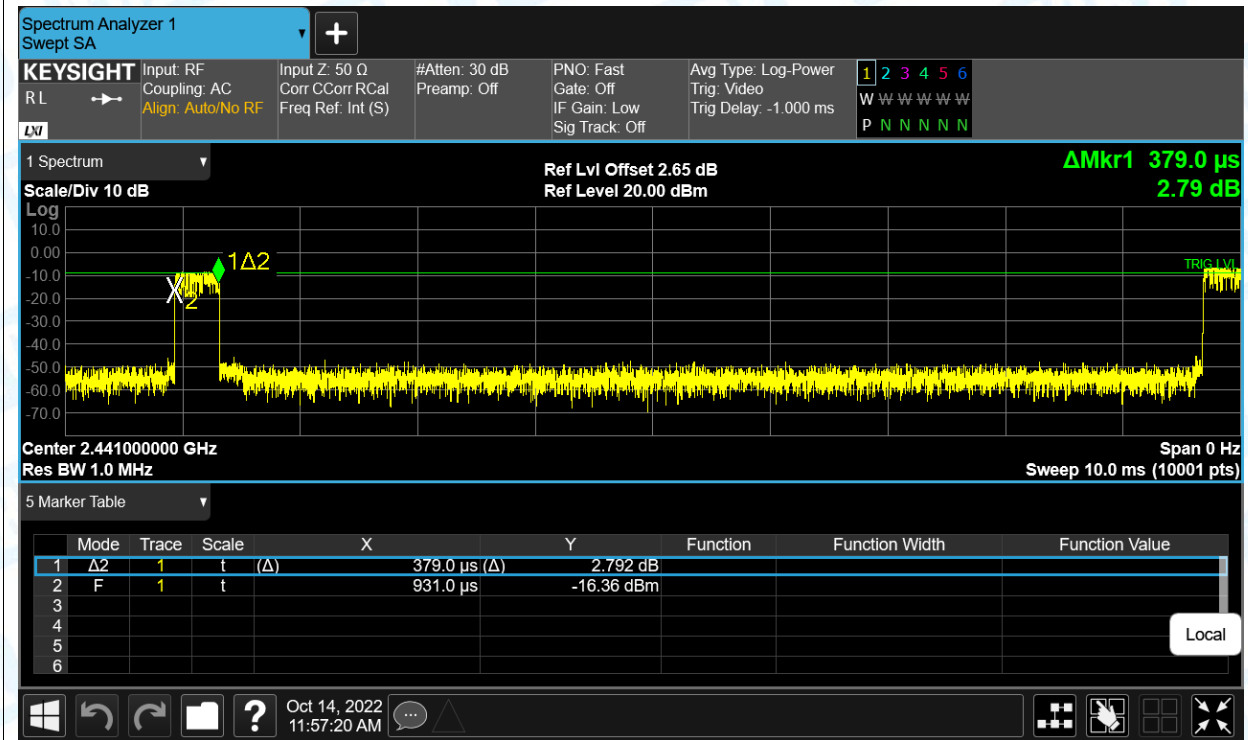 Spectrum Analyzer 1
Swept SA
KEYSIGHT
R L
LXI
Input: RF
Coupling: AC
Align: Auto/No RF
Input Z: 50 Ω
Corr CCorr RCal
Freq Ref: Int (S)
#Atten: 30 dB
Preamp: Off
PNO: Fast
Gate: Off
IF Gain: Low
Sig Track: Off
Avg Type: Log-Power
Trig: Video
Trig Delay: -1.000 ms
1 2 3 4 5 6
W W W W W W
P N N N N N
1 Spectrum
Scale/Div 10 dB
Ref Lvl Offset 2.65 dB
Ref Level 20.00 dBm
ΔMkr1 379.0 µs
2.79 dB
Log
10.0
0.00
-10.0
-20.0
-30.0
-40.0
-50.0
-60.0
-70.0
1Δ2
X2
TRIG LVL
Center 2.441000000 GHz
Res BW 1.0 MHz
Span 0 Hz
Sweep 10.0 ms (10001 pts)
5 Marker Table
Mode Trace Scale X Y Function Function Width Function Value
1 Δ2 1 t (Δ) 379.0 µs (Δ) 2.792 dB
2 F 1 t 931.0 µs -16.36 dBm
3
4
5
6
Local
?
Oct 14, 2022
11:57:20 AM